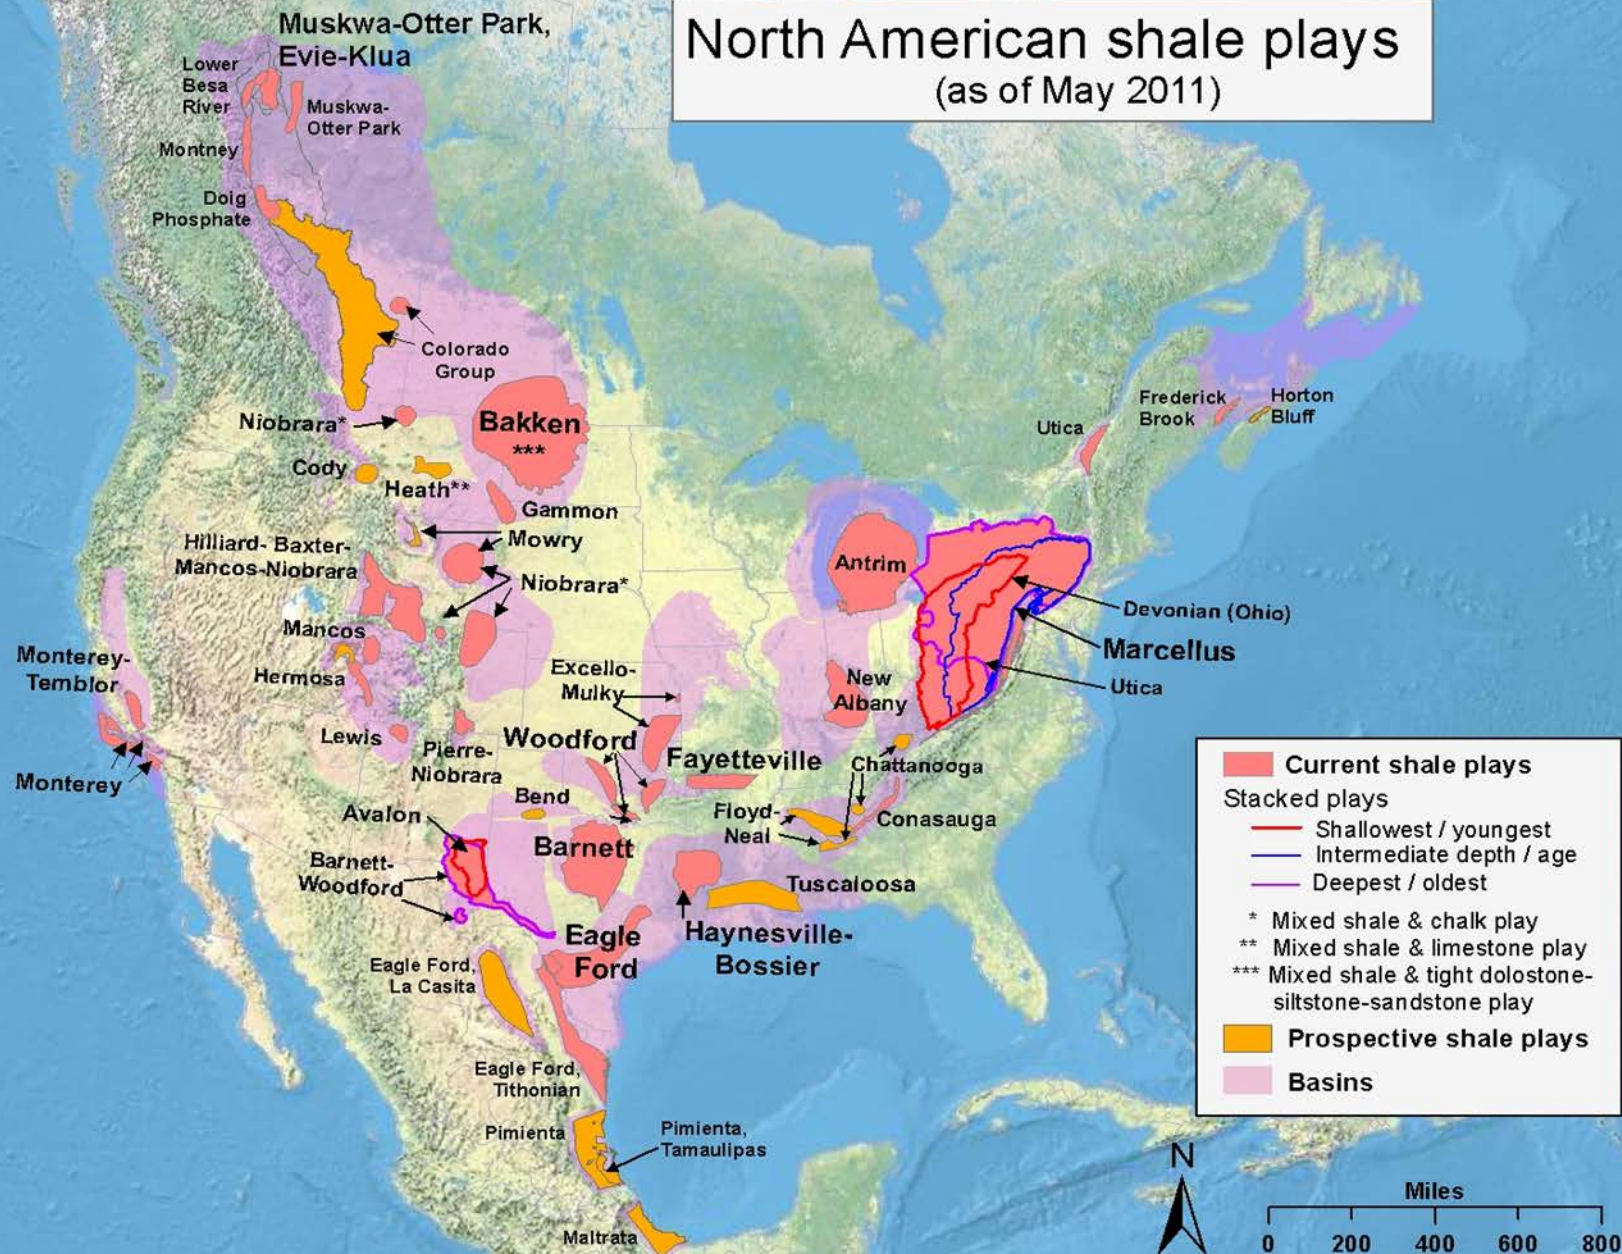 North American shale plays
(as of May 2011)
Muskwa-Otter Park,
Evie-Klua
Lower
Besa
River
Muskwa-
Otter Park
Montney
Doig
Phosphate
Colorado
Group
Niobrara*
Bakken
***
Cody
Heath**
Gammon
Mowry
Hilliard- Baxter-
Mancos-Niobrara
Niobrara*
Mancos
Hermosa
Monterey-
Temblor
Monterey
Lewis
Pierre-
Niobrara
Excello-
Mulky
Woodford
Fayetteville
Bend
Avalon
Barnett-
Woodford
Barnett
Floyd-
Neal
Chattanooga
Conasauga
Tuscaloosa
Haynesville-
Bossier
Eagle
Ford
Eagle Ford,
La Casita
Eagle Ford,
Tithonian
Pimienta
Pimienta,
Tamaulipas
Maltrata
New
Albany
Antrim
Devonian (Ohio)
Marcellus
Utica
Utica
Frederick
Brook
Horton
Bluff
Current shale plays
Stacked plays
Shallowest / youngest
Intermediate depth / age
Deepest / oldest
* Mixed shale & chalk play
** Mixed shale & limestone play
*** Mixed shale & tight dolostone-
siltstone-sandstone play
Prospective shale plays
Basins
N
Miles
0 200 400 600 800